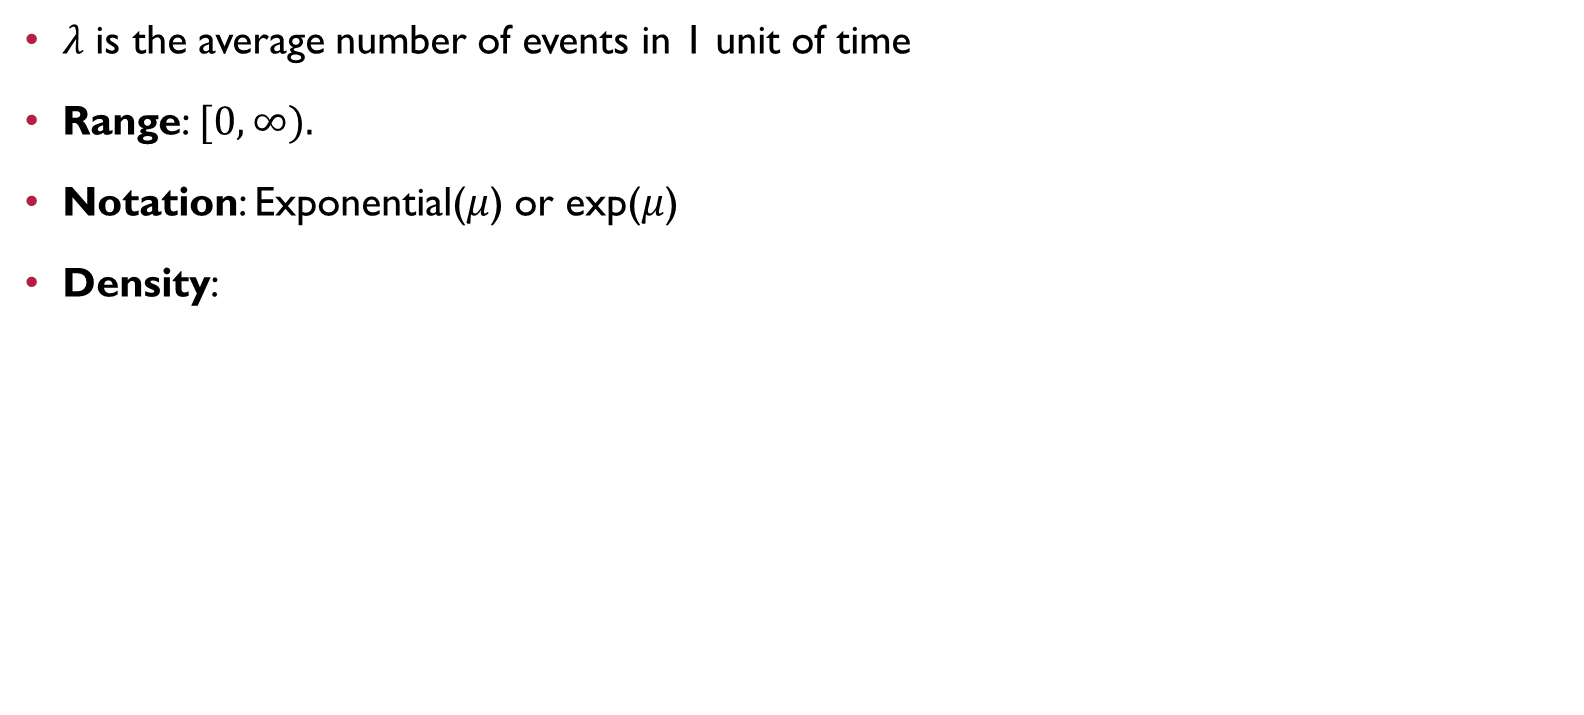 • λ is the average number of events in 1 unit of time
• Range: [0, ∞).
• Notation: Exponential(μ) or exp(μ)
• Density: